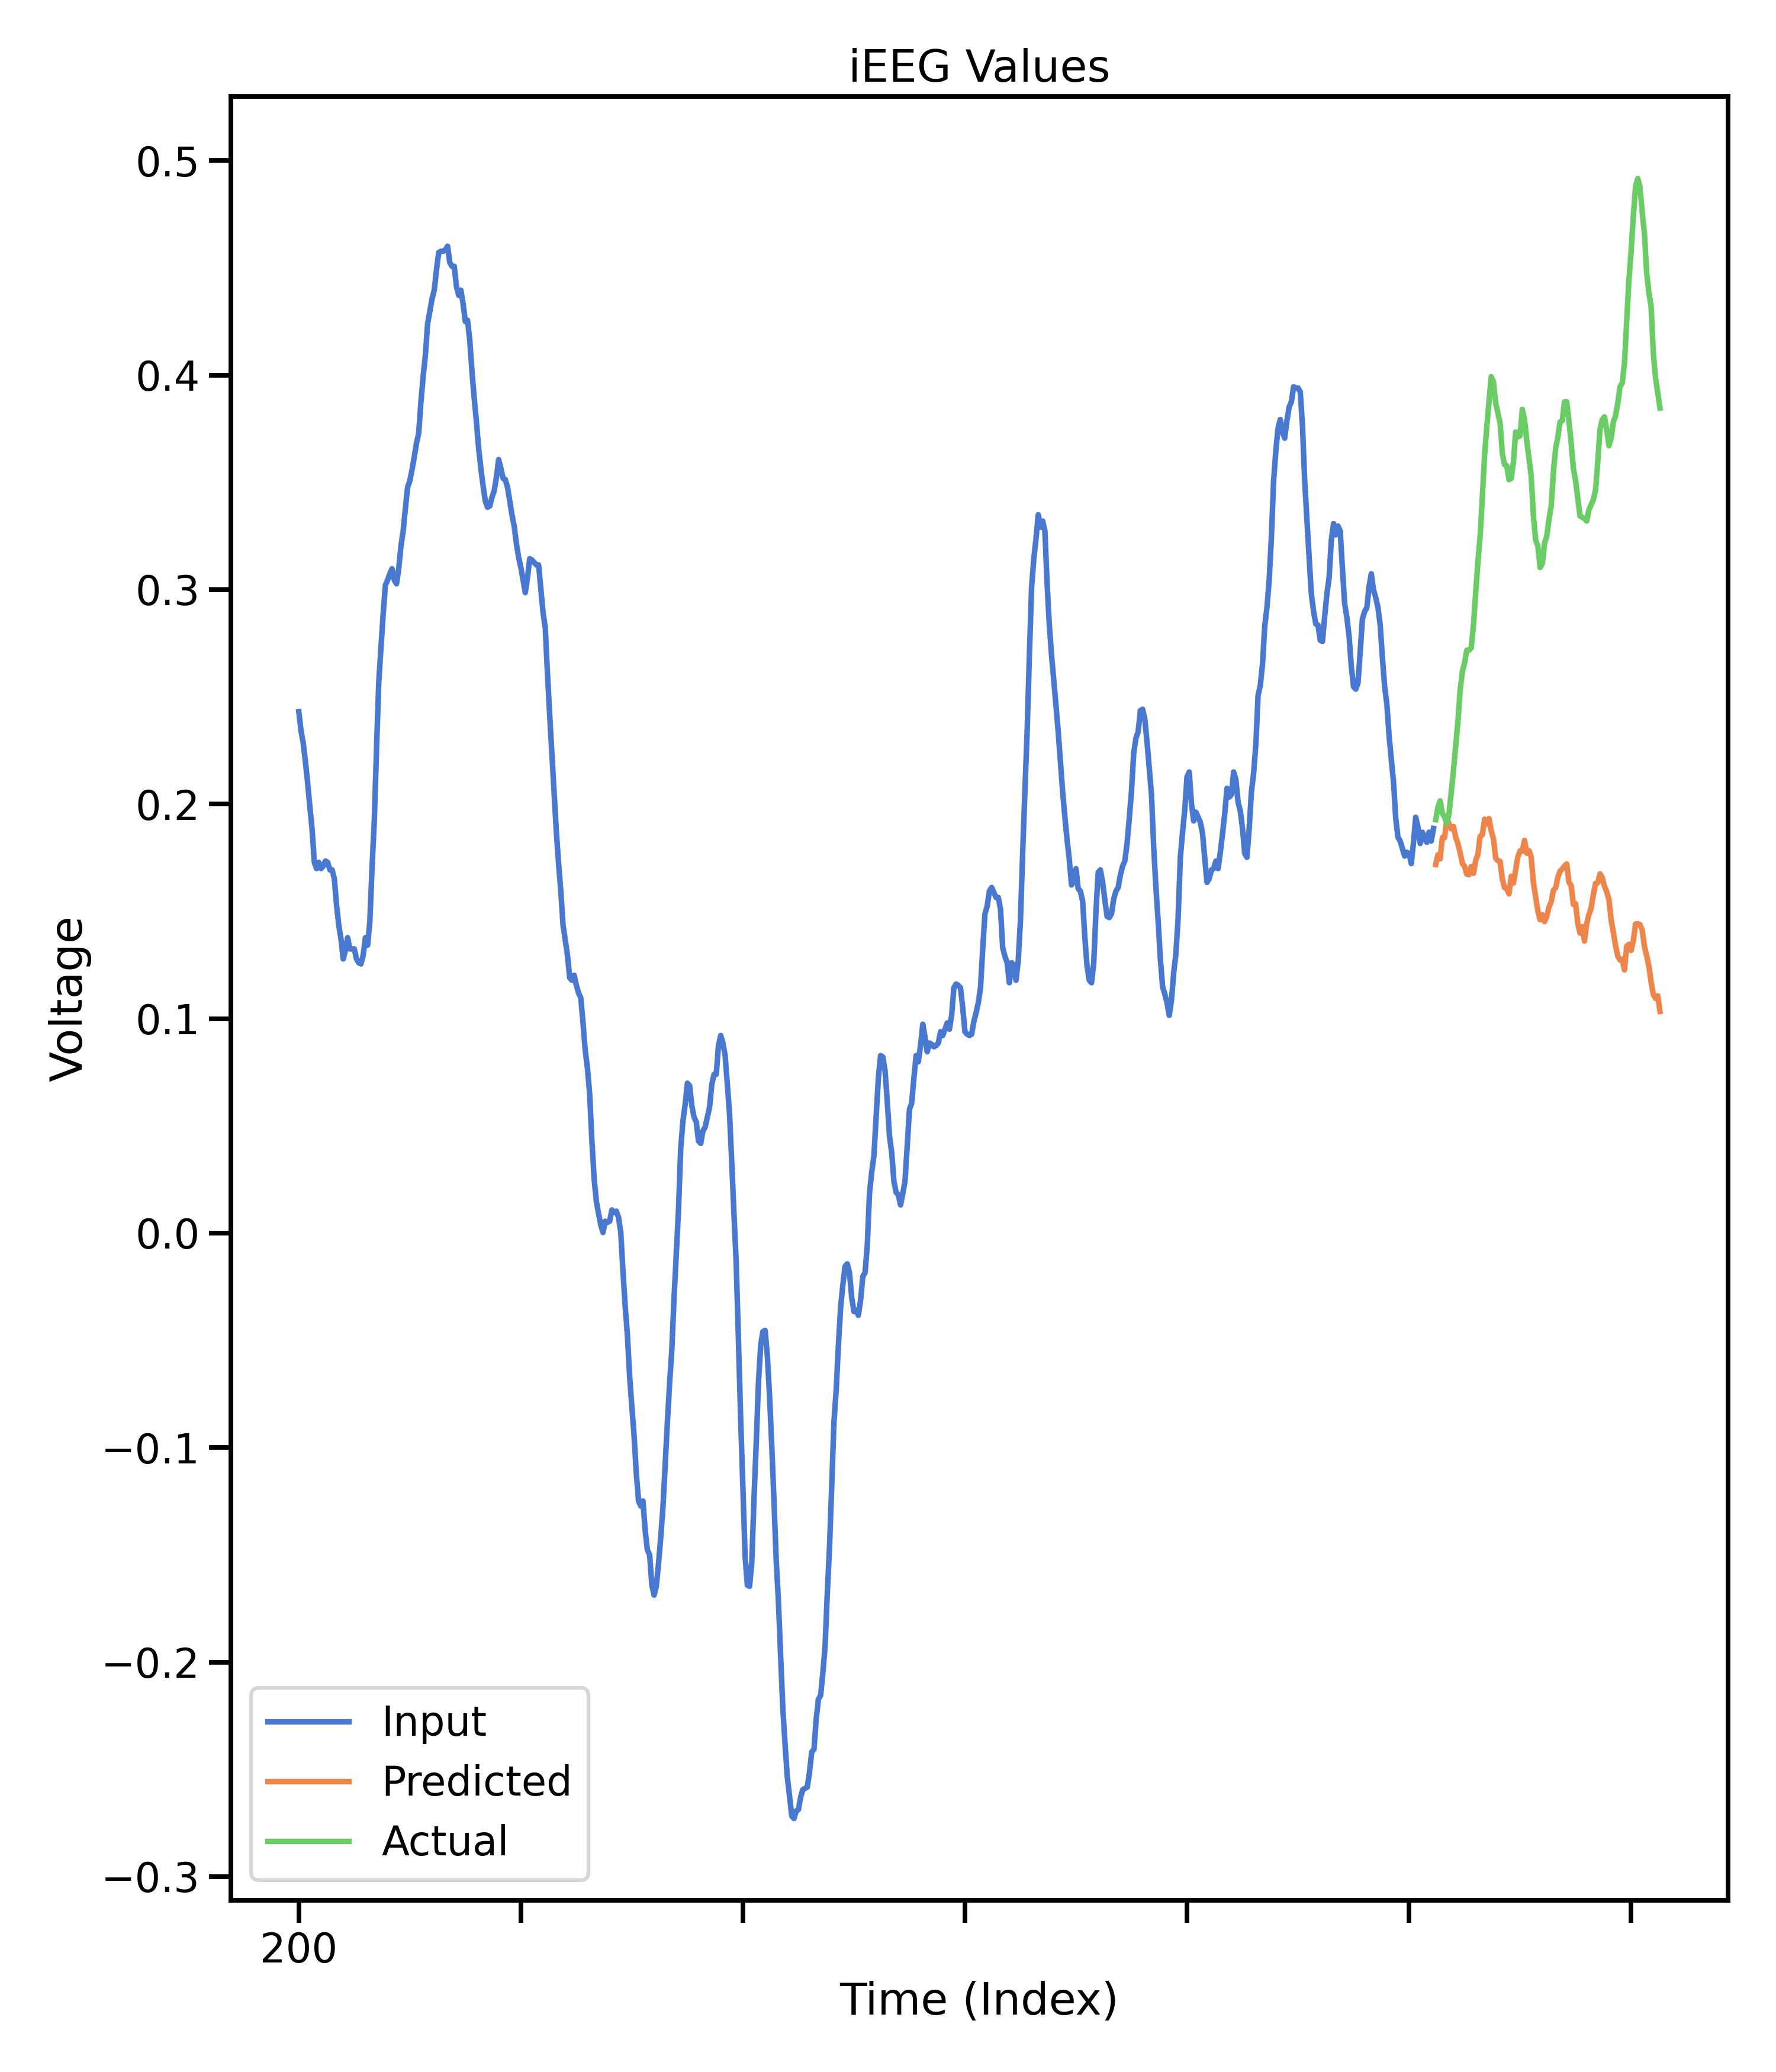 iEEG Values
0.5
0.4
0.3
0.2
0.1
0.0
−0.1
−0.2
−0.3
Voltage
Input
Predicted
Actual
200
Time (Index)